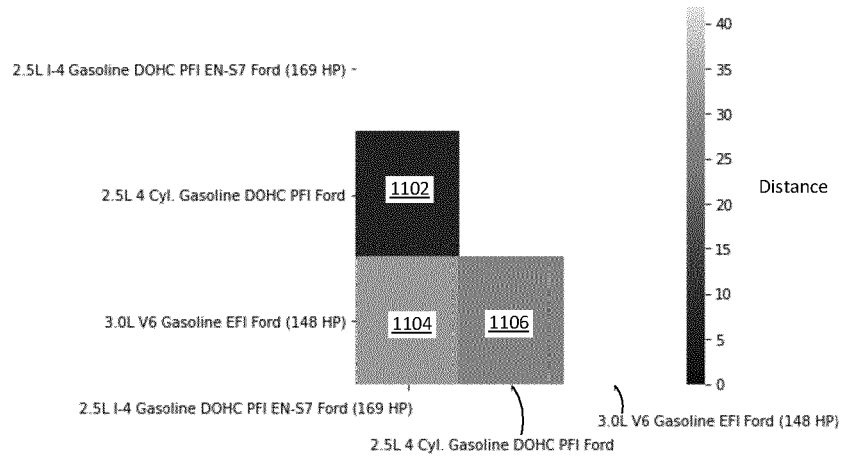 40
2.5L I-4 Gasoline DOHC PFI EN-S7 Ford (169 HP)
35
30
25
1102
2.5L 4 Cyl. Gasoline DOHC PFI Ford
20
Distance
15
10
3.0L V6 Gasoline EFI Ford (148 HP)
1104
1106
5
0
2.5L I-4 Gasoline DOHC PFI EN-S7 Ford (169 HP)
3.0L V6 Gasoline EFI Ford (148 HP)
2.5L 4 Cyl. Gasoline DOHC PFI Ford